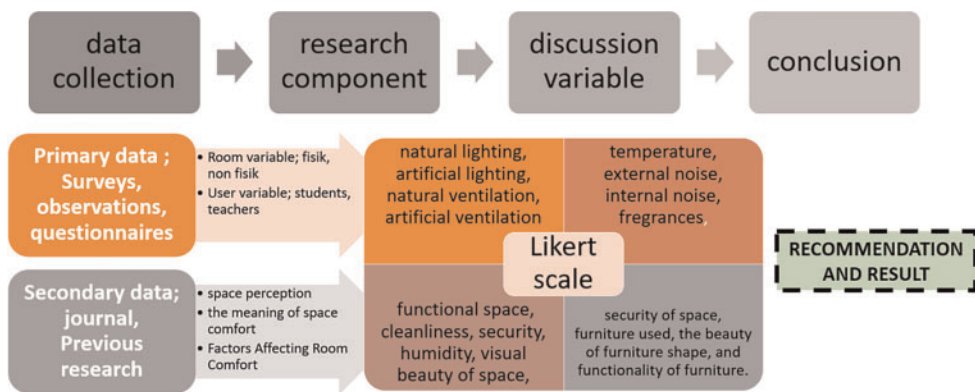 data
collection
research
component
discussion
variable
conclusion
Primary data ;
Surveys,
observations,
questionnaires
• Room variable; fisik,
non fisik
• User variable; students,
teachers
natural lighting,
artificial lighting,
natural ventilation,
artificial ventilation
temperature,
external noise,
internal noise,
fregrances,
Likert
scale
RECOMMENDATION
AND RESULT
Secondary data;
journal,
Previous
research
• space perception
• the meaning of space
comfort
• Factors Affecting Room
Comfort
functional space,
cleanliness, security,
humidity, visual
beauty of space,
security of space,
furniture used, the beauty
of furniture shape, and
functionality of furniture.